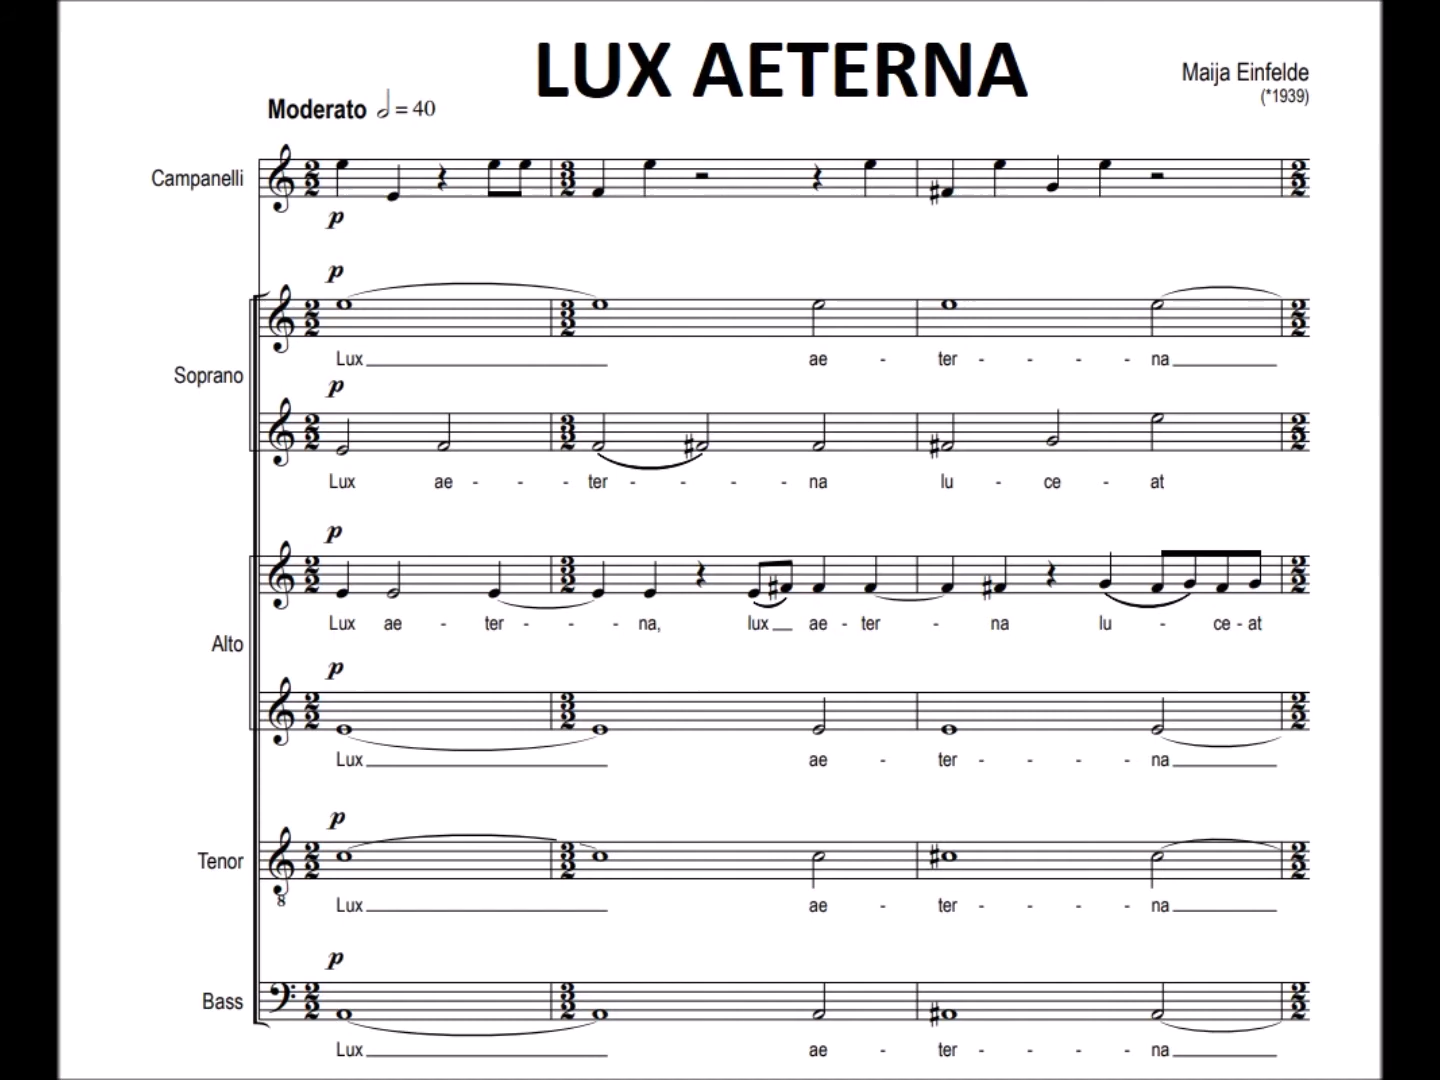 LUX AETERNA
Maija Einfelde
(*1939)
Moderato = 40
Campanelli
p
p
Lux ae - ter - - - na
Soprano
p
Lux ae - - - ter - - - - na lu - ce - at
p
Lux ae - ter - - - na, lux ae - ter - na lu - ce - at
Alto
p
Lux ae - ter - - - na
p
Tenor
8
Lux ae - ter - - - na
p
Bass
Lux ae - ter - - - na